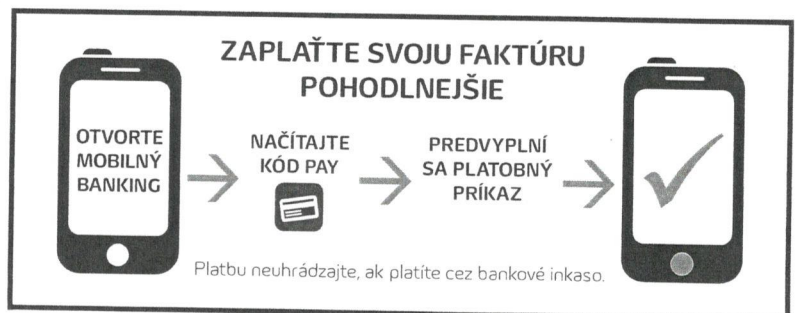 ZAPLAŤTE SVOJU FAKTÚRU
POHODLNEJŠIE
OTVORTE
MOBILNÝ
BANKING
NAČÍTAJTE
KÓD PAY
PREDVYPLNÍ
SA PLATOBNÝ
PRÍKAZ
Platbu neuhrádzajte, ak platíte cez bankové inkaso.